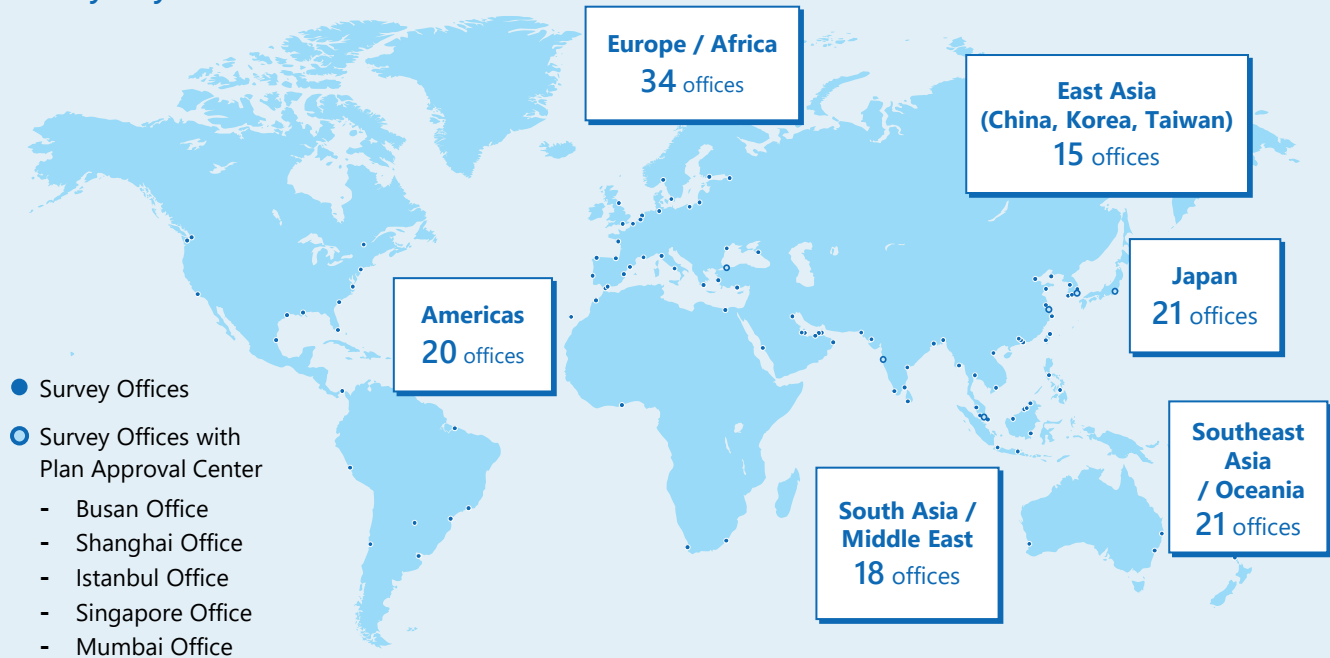 Europe / Africa
34 offices
East Asia
(China, Korea, Taiwan)
15 offices
Japan
21 offices
Americas
20 offices
Southeast
Asia
/ Oceania
21 offices
South Asia /
Middle East
18 offices
Survey Offices
Survey Offices with
Plan Approval Center
- Busan Office
- Shanghai Office
- Istanbul Office
- Singapore Office
- Mumbai Office